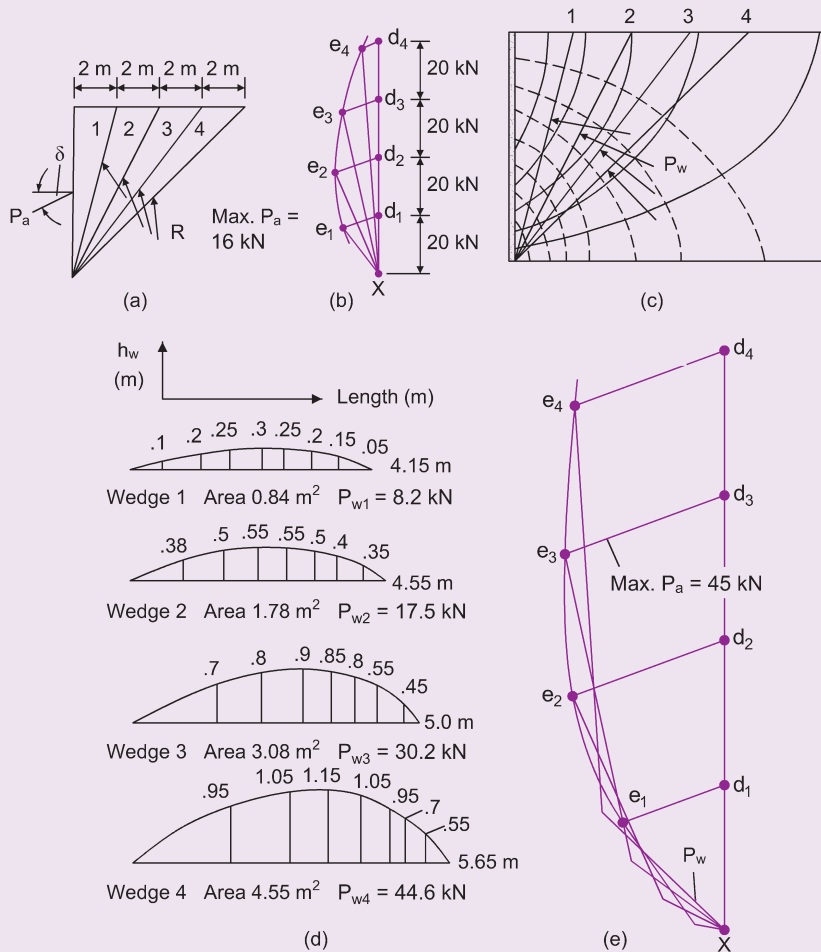 2 m 2 m 2 m 2 m
1 2 3 4
δ
Pa
R
Max. Pa =
16 kN
(a)
e4 d4
20 kN
e3 d3
20 kN
e2 d2
20 kN
e1 d1
20 kN
X
(b)
1 2 3 4
Pw
(c)
hw
(m)
Length (m)
.1 .2 .25 .3 .25 .2 .15 .05
4.15 m
Wedge 1 Area 0.84 m² Pw1 = 8.2 kN
.38 .5 .55 .55 .5 .4 .35
4.55 m
Wedge 2 Area 1.78 m² Pw2 = 17.5 kN
.7 .8 .9 .85 .8 .55 .45
5.0 m
Wedge 3 Area 3.08 m² Pw3 = 30.2 kN
.95 1.05 1.15 1.05 .95 .7 .55
5.65 m
Wedge 4 Area 4.55 m² Pw4 = 44.6 kN
(d)
d4
e4
d3
e3
Max. Pa = 45 kN
d2
e2
d1
e1
Pw
X
(e)